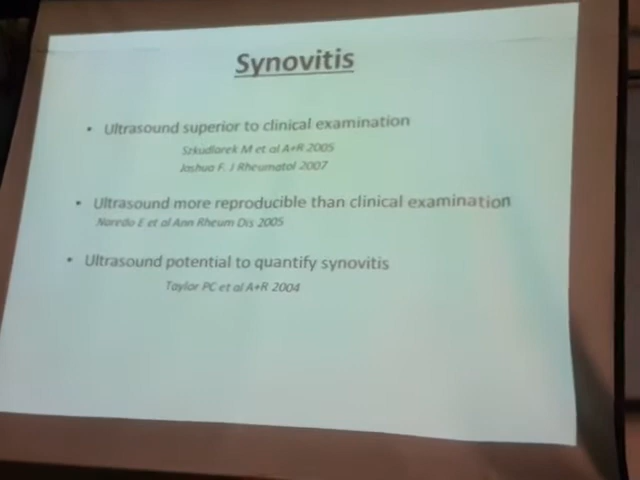 Synovitis
• Ultrasound superior to clinical examination
Szkudlarek M et al A+R 2005
Joshua F. J Rheumatol 2007
• Ultrasound more reproducible than clinical examination
Naredo E et al Ann Rheum Dis 2005
• Ultrasound potential to quantify synovitis
Taylor PC et al A+R 2004